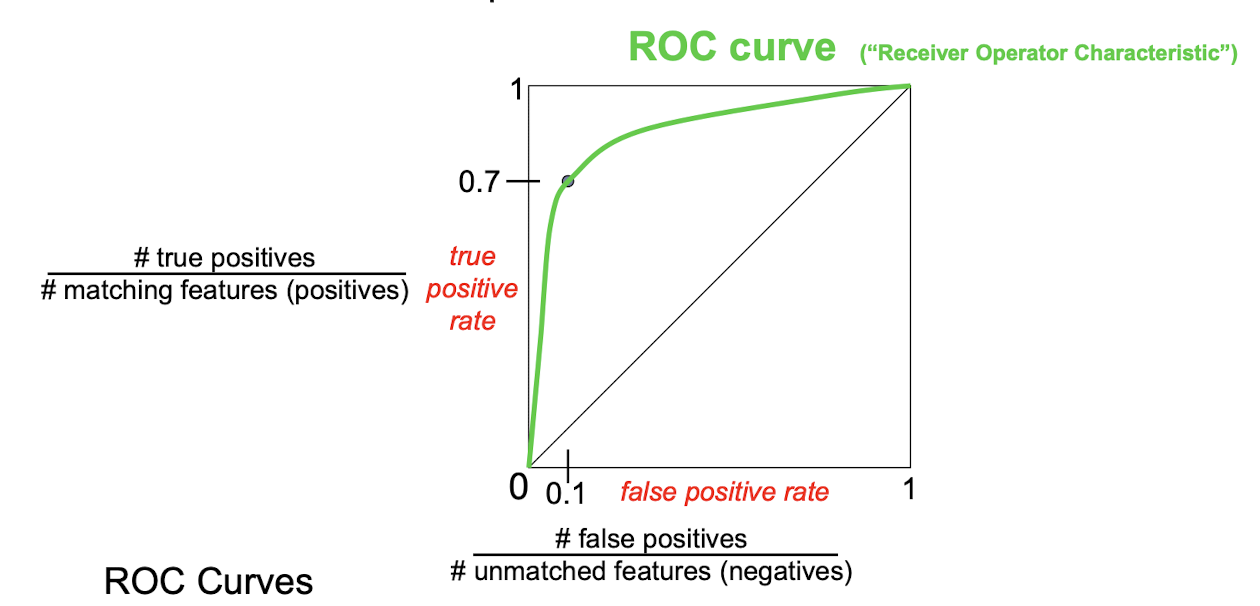 ROC curve (“Receiver Operator Characteristic”)
1
0.7
# true positives
# matching features (positives)
true
positive
rate
0
0.1
false positive rate
1
# false positives
# unmatched features (negatives)
ROC Curves